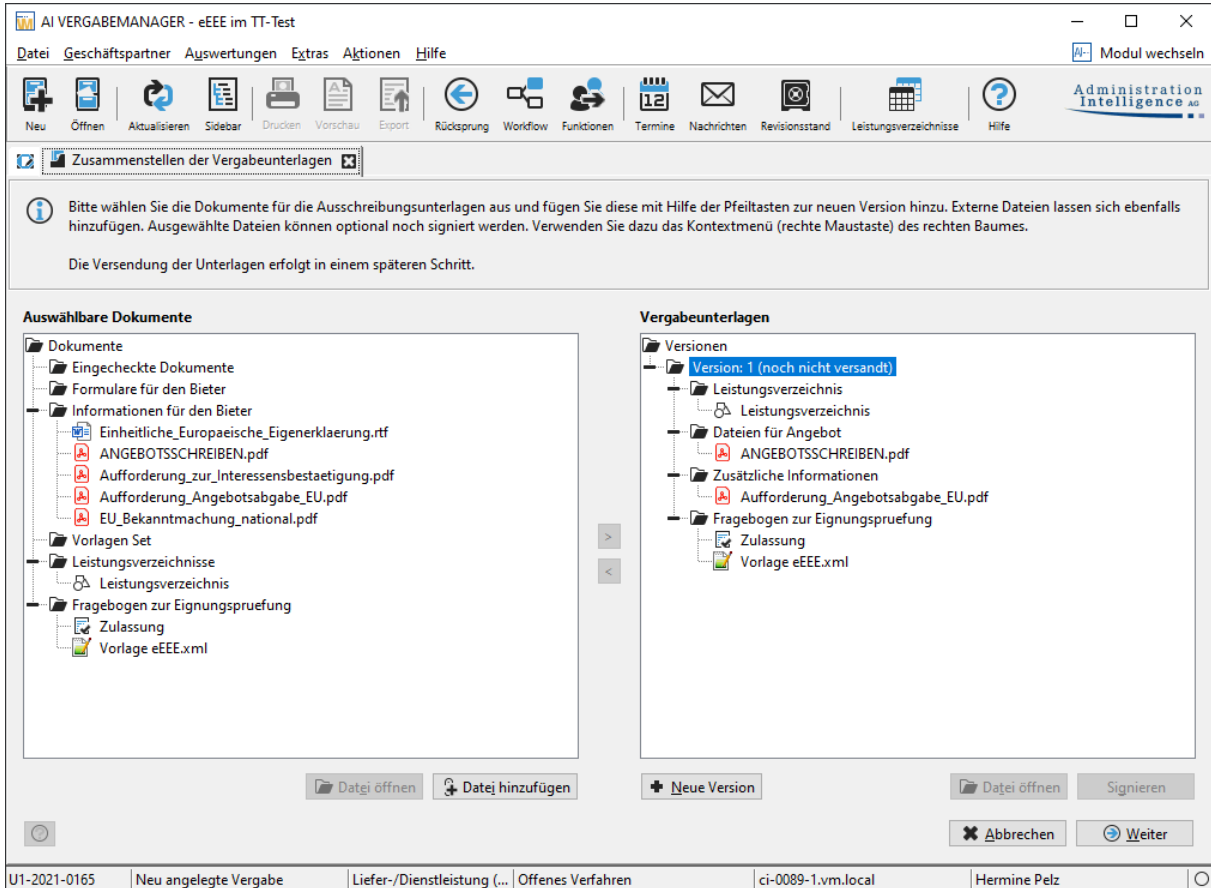 AI VERGABEMANAGER - eEEE im TT-Test
Datei Geschäftspartner Auswertungen Extras Aktionen Hilfe
AI--- Modul wechseln
Neu Öffnen Aktualisieren Sidebar Drucken Vorschau Export Rücksprung Workflow Funktionen Termine Nachrichten Revisionsstand Leistungsverzeichnisse Hilfe
12
Administration
Intelligence AG
Zusammenstellen der Vergabeunterlagen
Bitte wählen Sie die Dokumente für die Ausschreibungsunterlagen aus und fügen Sie diese mit Hilfe der Pfeiltasten zur neuen Version hinzu. Externe Dateien lassen sich ebenfalls
hinzufügen. Ausgewählte Dateien können optional noch signiert werden. Verwenden Sie dazu das Kontextmenü (rechte Maustaste) des rechten Baumes.
Die Versendung der Unterlagen erfolgt in einem späteren Schritt.
Auswählbare Dokumente
Dokumente
Eingecheckte Dokumente
Formulare für den Bieter
Informationen für den Bieter
Einheitliche_Europaeische_Eigenerklaerung.rtf
ANGEBOTSSCHREIBEN.pdf
Aufforderung_zur_Interessensbestaetigung.pdf
Aufforderung_Angebotsabgabe_EU.pdf
EU_Bekanntmachung_national.pdf
Vorlagen Set
Leistungsverzeichnisse
Leistungsverzeichnis
Fragebogen zur Eignungspruefung
Zulassung
Vorlage eEEE.xml
Datei öffnen
Datei hinzufügen
>
<
Vergabeunterlagen
Versionen
Version: 1 (noch nicht versandt)
Leistungsverzeichnis
Leistungsverzeichnis
Dateien für Angebot
ANGEBOTSSCHREIBEN.pdf
Zusätzliche Informationen
Aufforderung_Angebotsabgabe_EU.pdf
Fragebogen zur Eignungspruefung
Zulassung
Vorlage eEEE.xml
Neue Version
Datei öffnen
Signieren
Abbrechen
Weiter
U1-2021-0165 Neu angelegte Vergabe Liefer-/Dienstleistung (... Offenes Verfahren ci-0089-1.vm.local Hermine Pelz